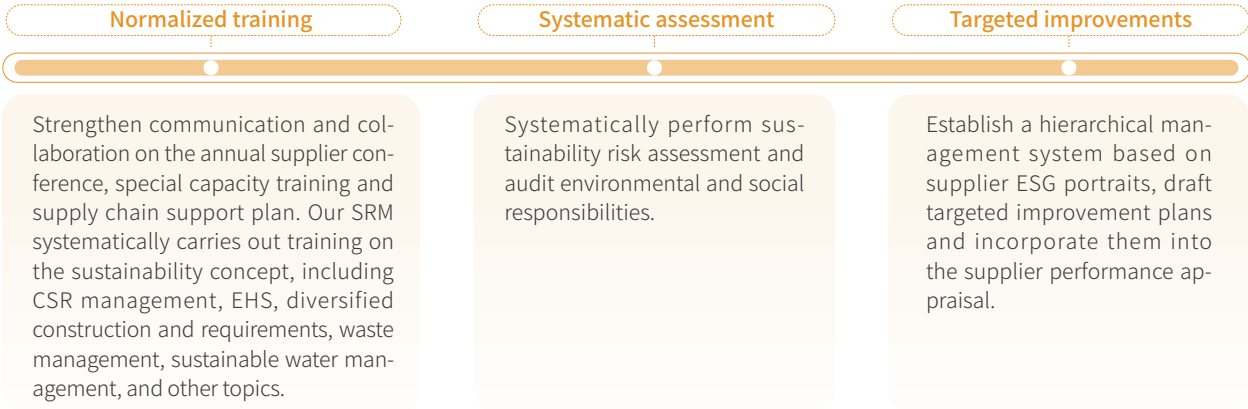 Normalized training
Systematic assessment
Targeted improvements
Strengthen communication and col-
laboration on the annual supplier con-
ference, special capacity training and
supply chain support plan. Our SRM
systematically carries out training on
the sustainability concept, including
CSR management, EHS, diversified
construction and requirements, waste
management, sustainable water man-
agement, and other topics.
Systematically perform sus-
tainability risk assessment and
audit environmental and social
responsibilities.
Establish a hierarchical man-
agement system based on
supplier ESG portraits, draft
targeted improvement plans
and incorporate them into
the supplier performance ap-
praisal.